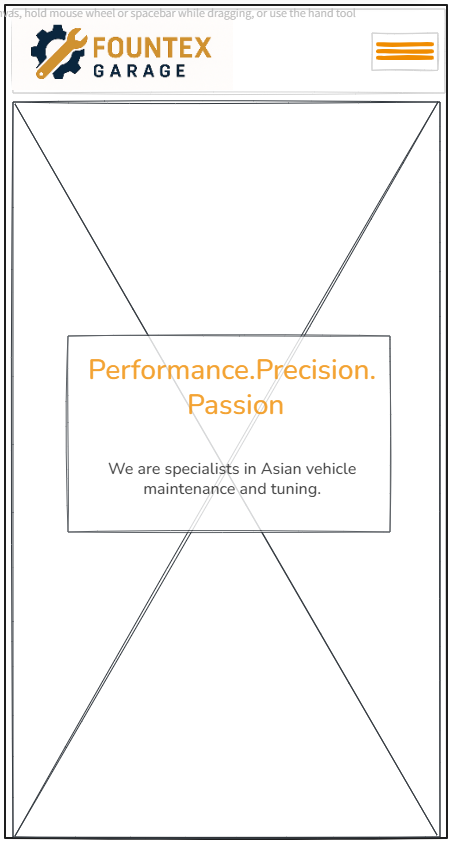 vas, hold mouse wheel or spacebar while dragging, or use the hand tool
FOUNTEX
GARAGE
Performance.Precision.
Passion
We are specialists in Asian vehicle
maintenance and tuning.